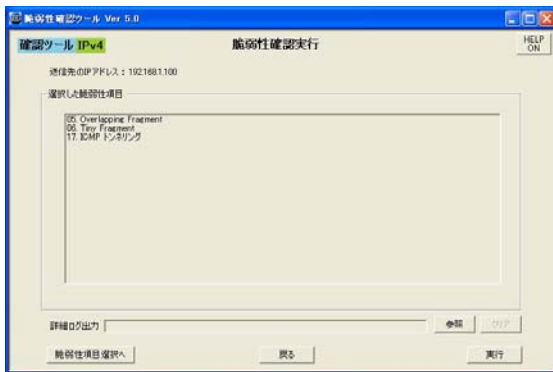 脆弱性確認ツール Ver 5.0
確認ツール IPv4
脆弱性確認実行
HELP
ON
送信先のIPアドレス : 192.168.1.100
選択した脆弱性項目
05. Overlapping Fragment
06. Tiny Fragment
17. ICMP トンネリング
詳細ログ出力
参照
クリア
脆弱性項目選択へ
戻る
実行